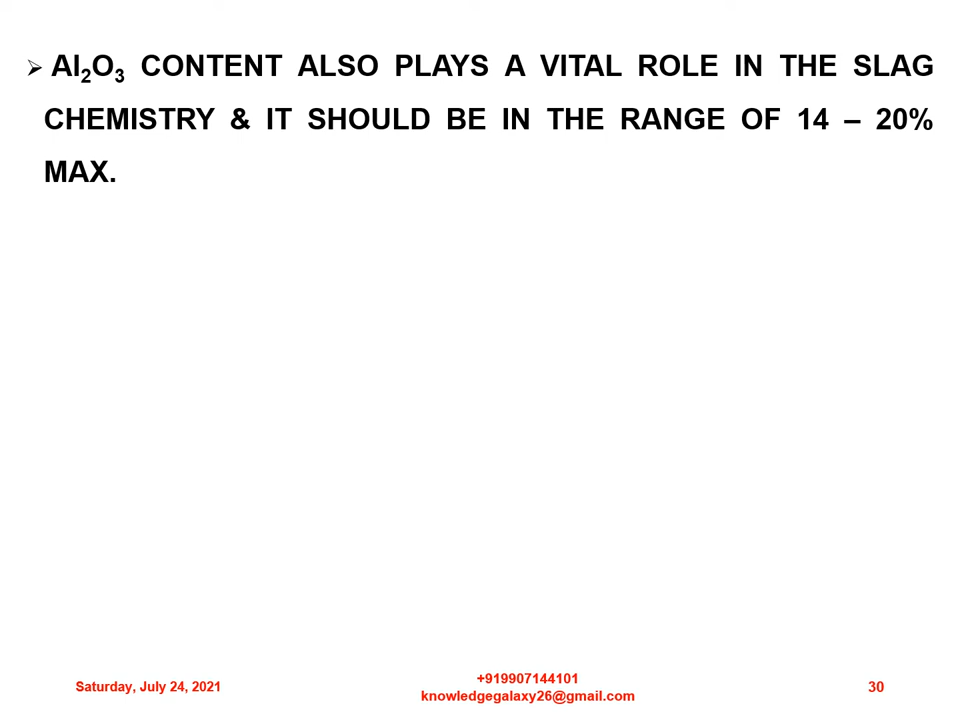 ➢ Al₂O₃ CONTENT ALSO PLAYS A VITAL ROLE IN THE SLAG
CHEMISTRY & IT SHOULD BE IN THE RANGE OF 14 – 20%
MAX.
Saturday, July 24, 2021
+919907144101
knowledgegalaxy26@gmail.com
30